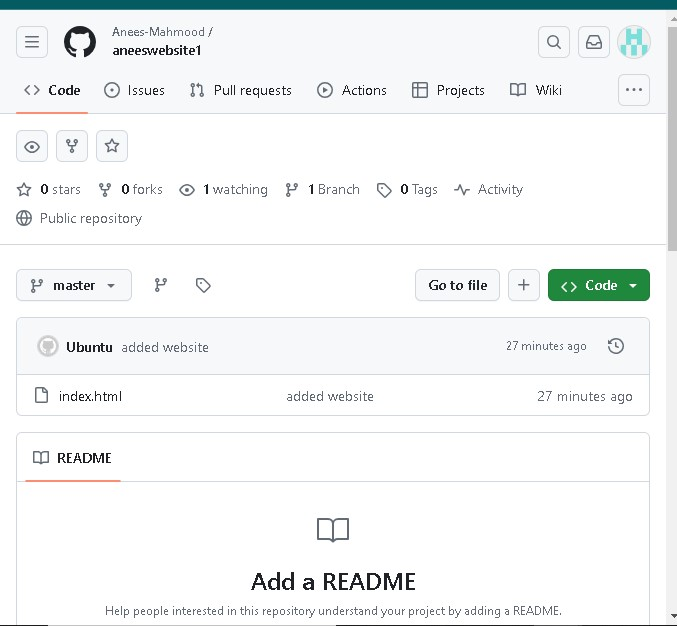 Anees-Mahmood /
aneeswebsite1
Code Issues Pull requests Actions Projects Wiki
0 stars 0 forks 1 watching 1 Branch 0 Tags Activity
Public repository
master Go to file Code
Ubuntu added website 27 minutes ago
index.html added website 27 minutes ago
README
Add a README
Help people interested in this repository understand your project by adding a README.